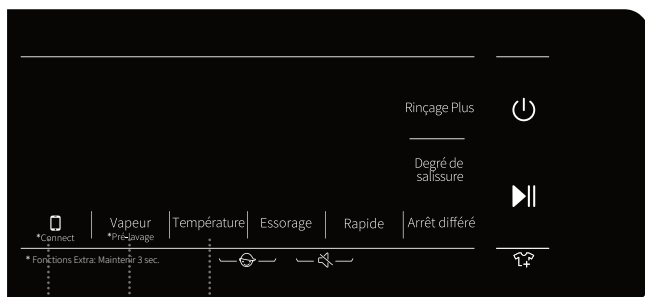 Rinçage Plus
Degré de
salissure
Vapeur
Température
Essorage
Rapide
Arrêt différé
*Connect
*Pré-lavage
* Fonctions Extra: Maintenir 3 sec.